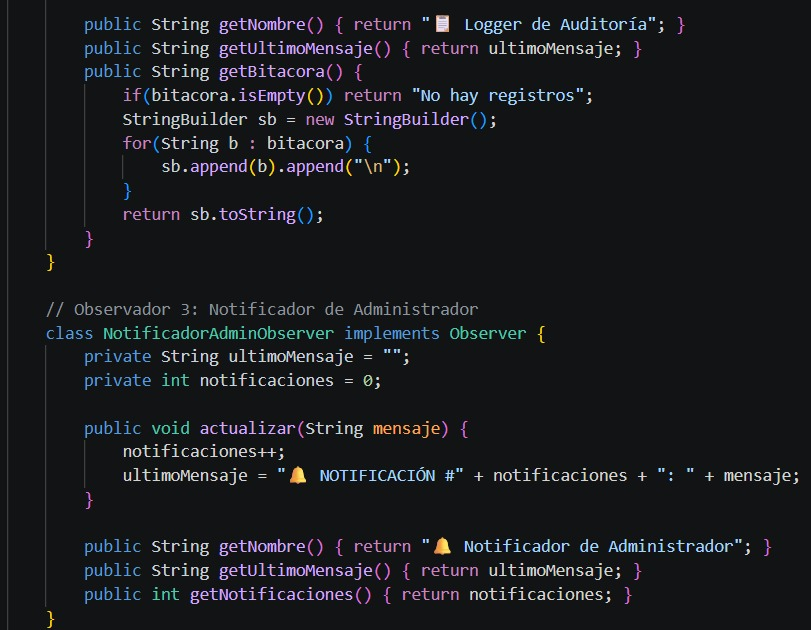 public String getNombre() { return "📋 Logger de Auditoría"; }
public String getUltimoMensaje() { return ultimoMensaje; }
public String getBitacora() {
if(bitacora.isEmpty()) return "No hay registros";
StringBuilder sb = new StringBuilder();
for(String b : bitacora) {
sb.append(b).append("\n");
}
return sb.toString();
}
}
// Observador 3: Notificador de Administrador
class NotificadorAdminObserver implements Observer {
private String ultimoMensaje = "";
private int notificaciones = 0;
public void actualizar(String mensaje) {
notificaciones++;
ultimoMensaje = "🔔 NOTIFICACIÓN #" + notificaciones + ": " + mensaje;
}
public String getNombre() { return "🔔 Notificador de Administrador"; }
public String getUltimoMensaje() { return ultimoMensaje; }
public int getNotificaciones() { return notificaciones; }
}